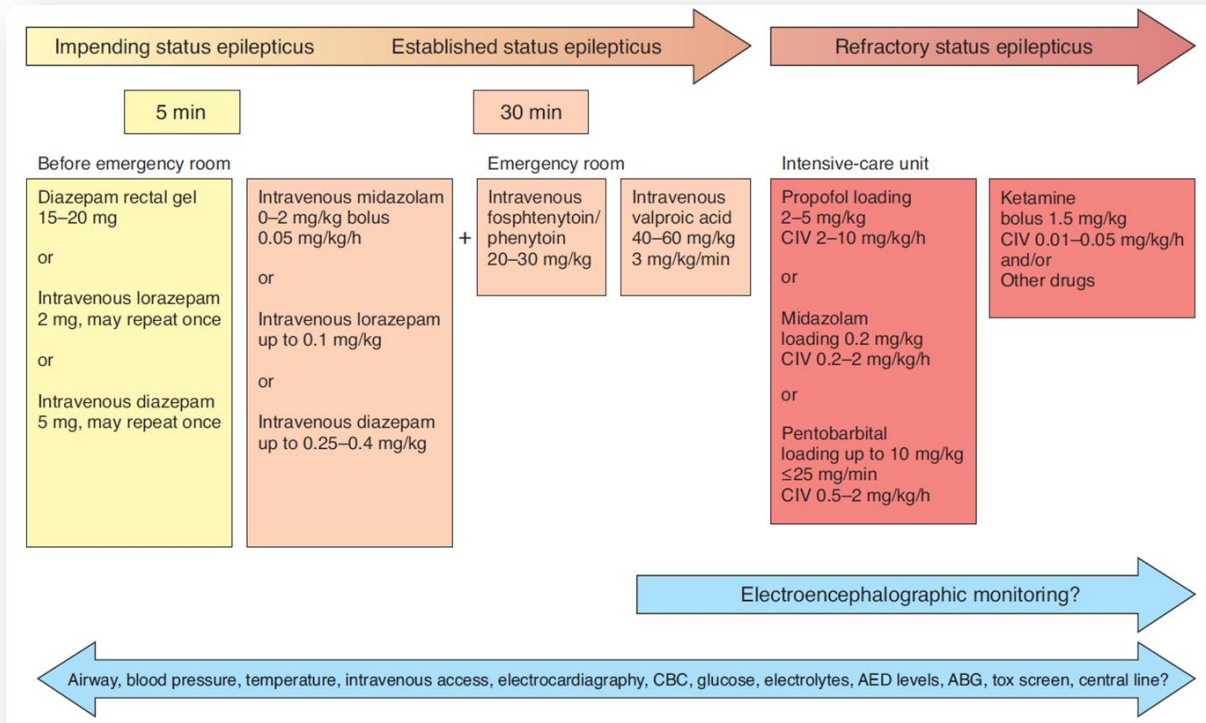 Impending status epilepticus
Established status epilepticus
Refractory status epilepticus
5 min
30 min
Before emergency room
Diazepam rectal gel
15–20 mg
or
Intravenous lorazepam
2 mg, may repeat once
or
Intravenous diazepam
5 mg, may repeat once
Intravenous midazolam
0–2 mg/kg bolus
0.05 mg/kg/h
or
Intravenous lorazepam
up to 0.1 mg/kg
or
Intravenous diazepam
up to 0.25–0.4 mg/kg
+
Emergency room
Intravenous
fosphtenytoin/
phenytoin
20–30 mg/kg
Intravenous
valproic acid
40–60 mg/kg
3 mg/kg/min
Intensive-care unit
Propofol loading
2–5 mg/kg
CIV 2–10 mg/kg/h
or
Midazolam
loading 0.2 mg/kg
CIV 0.2–2 mg/kg/h
or
Pentobarbital
loading up to 10 mg/kg
≤25 mg/min
CIV 0.5–2 mg/kg/h
Ketamine
bolus 1.5 mg/kg
CIV 0.01–0.05 mg/kg/h
and/or
Other drugs
Electroencephalographic monitoring?
Airway, blood pressure, temperature, intravenous access, electrocardiagraphy, CBC, glucose, electrolytes, AED levels, ABG, tox screen, central line?